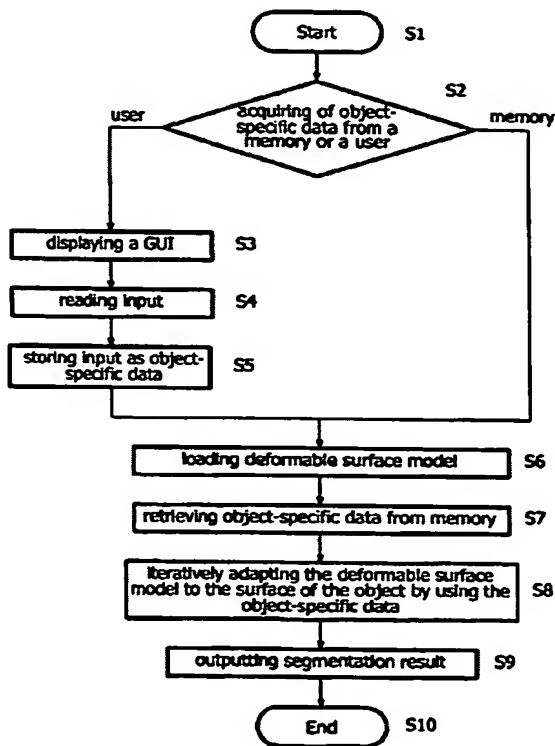 Start
S1
S2
acquiring of object-
specific data from a
memory or a user
user
memory
displaying a GUI
S3
reading input
S4
storing input as object-
specific data
S5
loading deformable surface model
S6
retrieving object-specific data from memory
S7
iteratively adapting the deformable surface
model to the surface of the object by using the
object-specific data
S8
outputting segmentation result
S9
End
S10